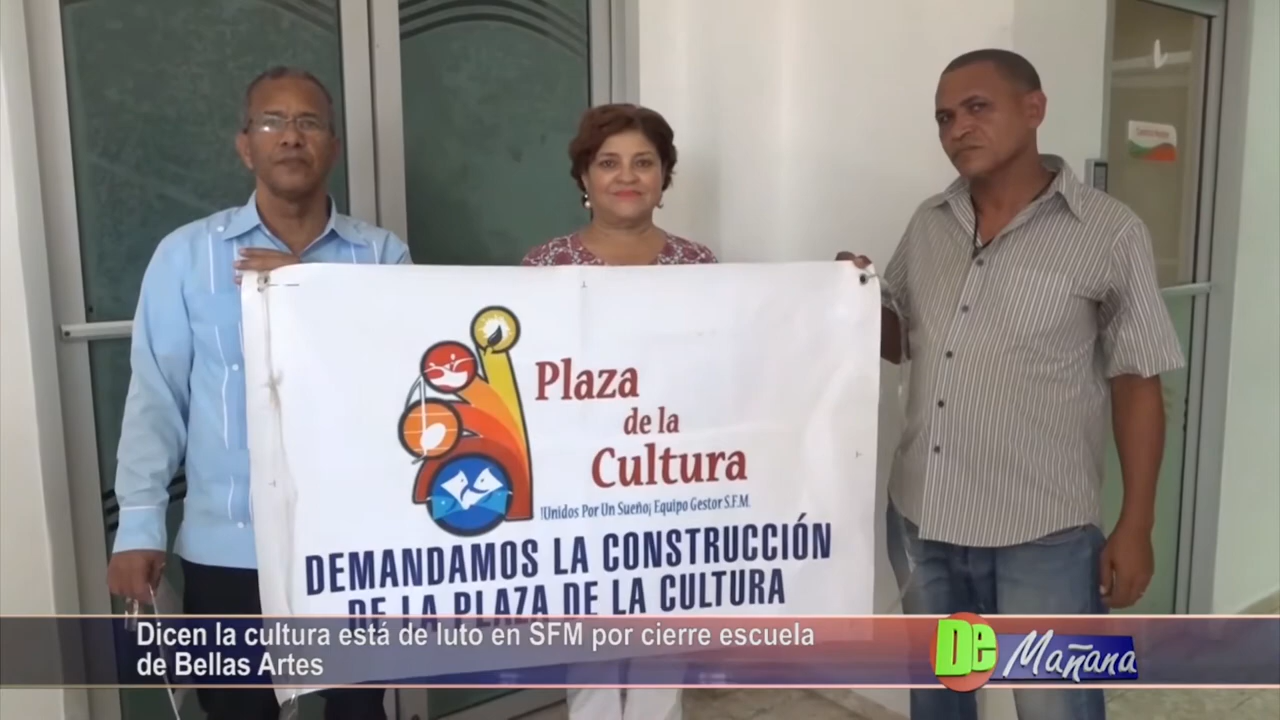 Plaza
de la
Cultura
!Unidos Por Un Sueño¡ Equipo Gestor S.F.M.
DEMANDAMOS LA CONSTRUCCIÓN
DE LA PLAZA DE LA CULTURA
Dicen la cultura está de luto en SFM por cierre escuela
de Bellas Artes
De Mañana